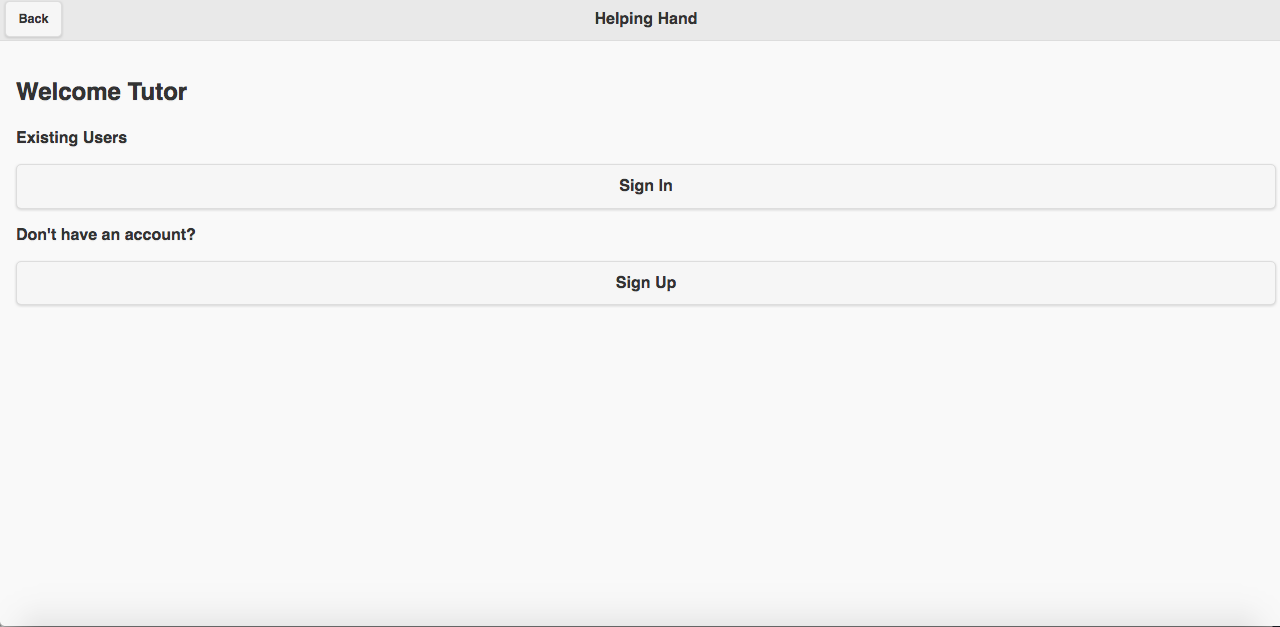 Back
Helping Hand
Welcome Tutor
Existing Users
Sign In
Don't have an account?
Sign Up